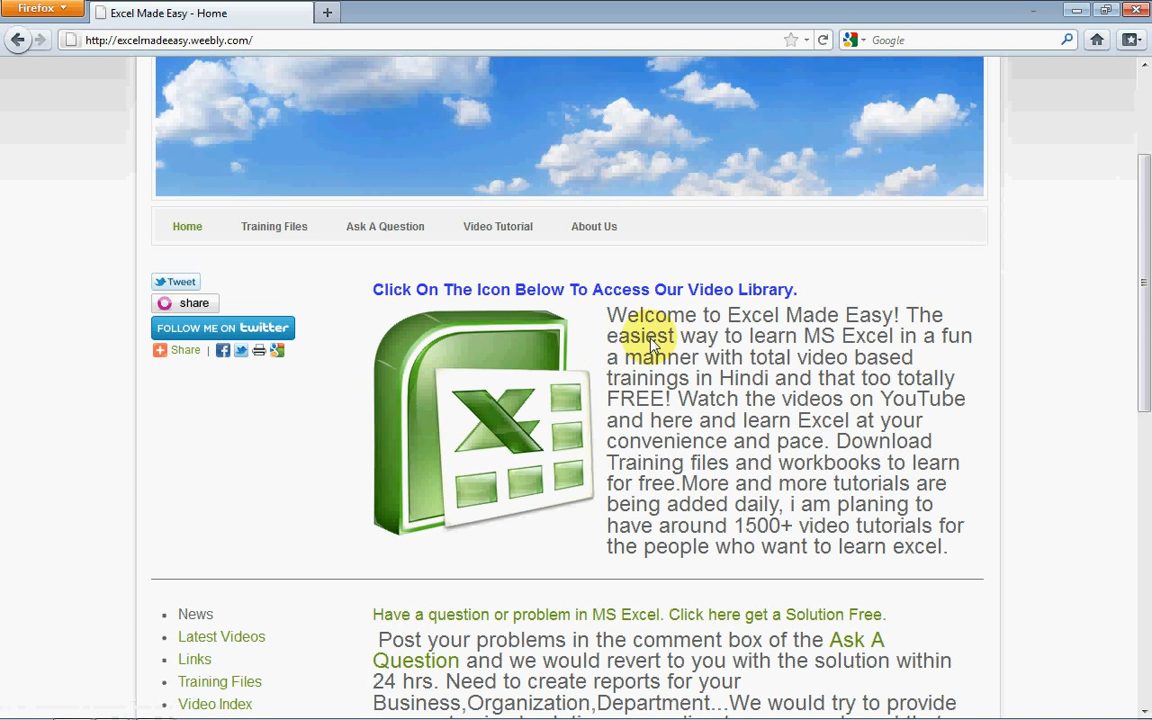 Firefox
Excel Made Easy - Home
http://excelmadeeasy.weebly.com/
Google
Home
Training Files
Ask A Question
Video Tutorial
About Us
Tweet
share
FOLLOW ME ON twitter
Share |
Click On The Icon Below To Access Our Video Library.
Welcome to Excel Made Easy! The
easiest way to learn MS Excel in a fun
a manner with total video based
trainings in Hindi and that too totally
FREE! Watch the videos on YouTube
and here and learn Excel at your
convenience and pace. Download
Training files and workbooks to learn
for free.More and more tutorials are
being added daily, i am planing to
have around 1500+ video tutorials for
the people who want to learn excel.
News
Latest Videos
Links
Training Files
Video Index
Have a question or problem in MS Excel. Click here get a Solution Free.
Post your problems in the comment box of the Ask A
Question and we would revert to you with the solution within
24 hrs. Need to create reports for your
Business,Organization,Department...We would try to provide